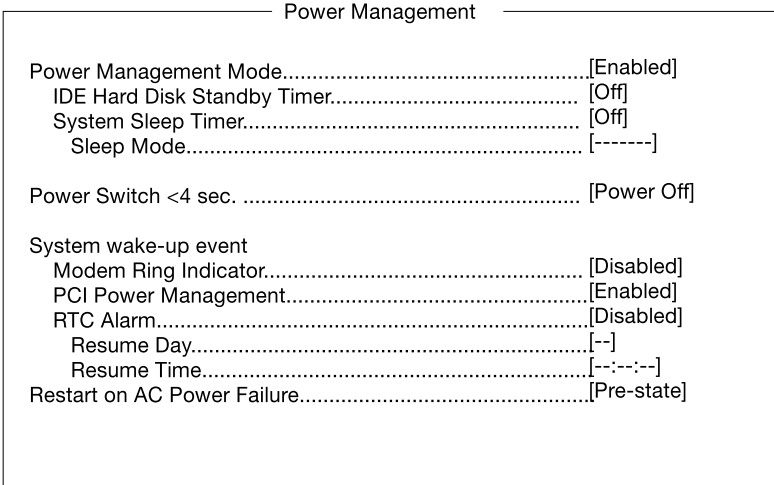 Power Management
Power Management Mode.....................................................[Enabled]
IDE Hard Disk Standby Timer.......................................... [Off]
System Sleep Timer......................................................... [Off]
Sleep Mode.................................................................... [-------]
Power Switch <4 sec. .......................................................... [Power Off]
System wake-up event
Modem Ring Indicator...................................................... [Disabled]
PCI Power Management....................................................[Enabled]
RTC Alarm..........................................................................[Disabled]
Resume Day....................................................................[--]
Resume Time..................................................................[--:--:--]
Restart on AC Power Failure..................................................[Pre-state]